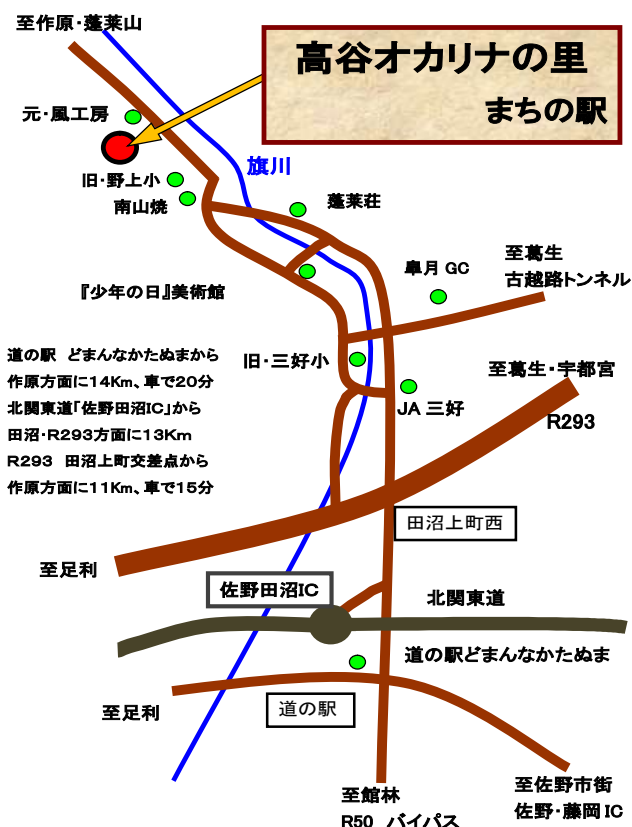 至作原・蓬莱山
高谷オカリナの里
まちの駅
元・風工房
旗川
旧・野上小
南山焼
蓬莱荘
至葛生
古越路トンネル
皐月 GC
『少年の日』美術館
道の駅　どまんなかたぬまから
作原方面に14Km、車で20分
北関東道「佐野田沼IC」から
田沼・R293方面に13Km
R293　田沼上町交差点から
作原方面に11Km、車で15分
旧・三好小
至葛生・宇都宮
JA 三好
R293
田沼上町西
至足利
佐野田沼IC
北関東道
道の駅どまんなかたぬま
道の駅
至足利
至館林
R50　バイパス
至佐野市街
佐野・藤岡 IC